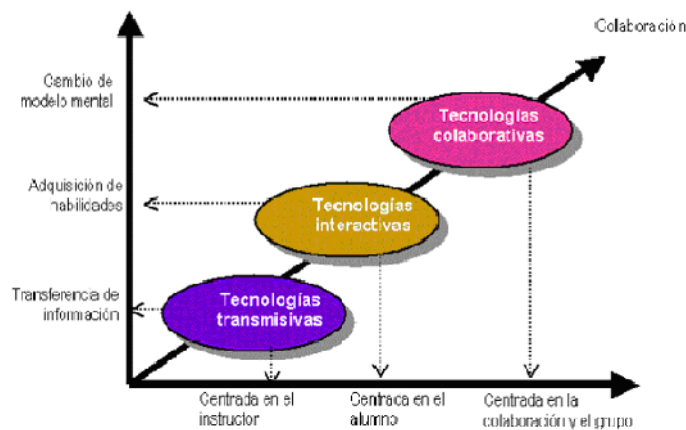 Colaboración
Cambio de
modelo mental
Tecnologías
colaborativas
Adquisición de
habilidades
Tecnologías
interactivas
Transferencia de
información
Tecnologías
transmisivas
Centrada en el
instructor
Centrada en el
alumno
Centrada en la
colaboración y el grupo